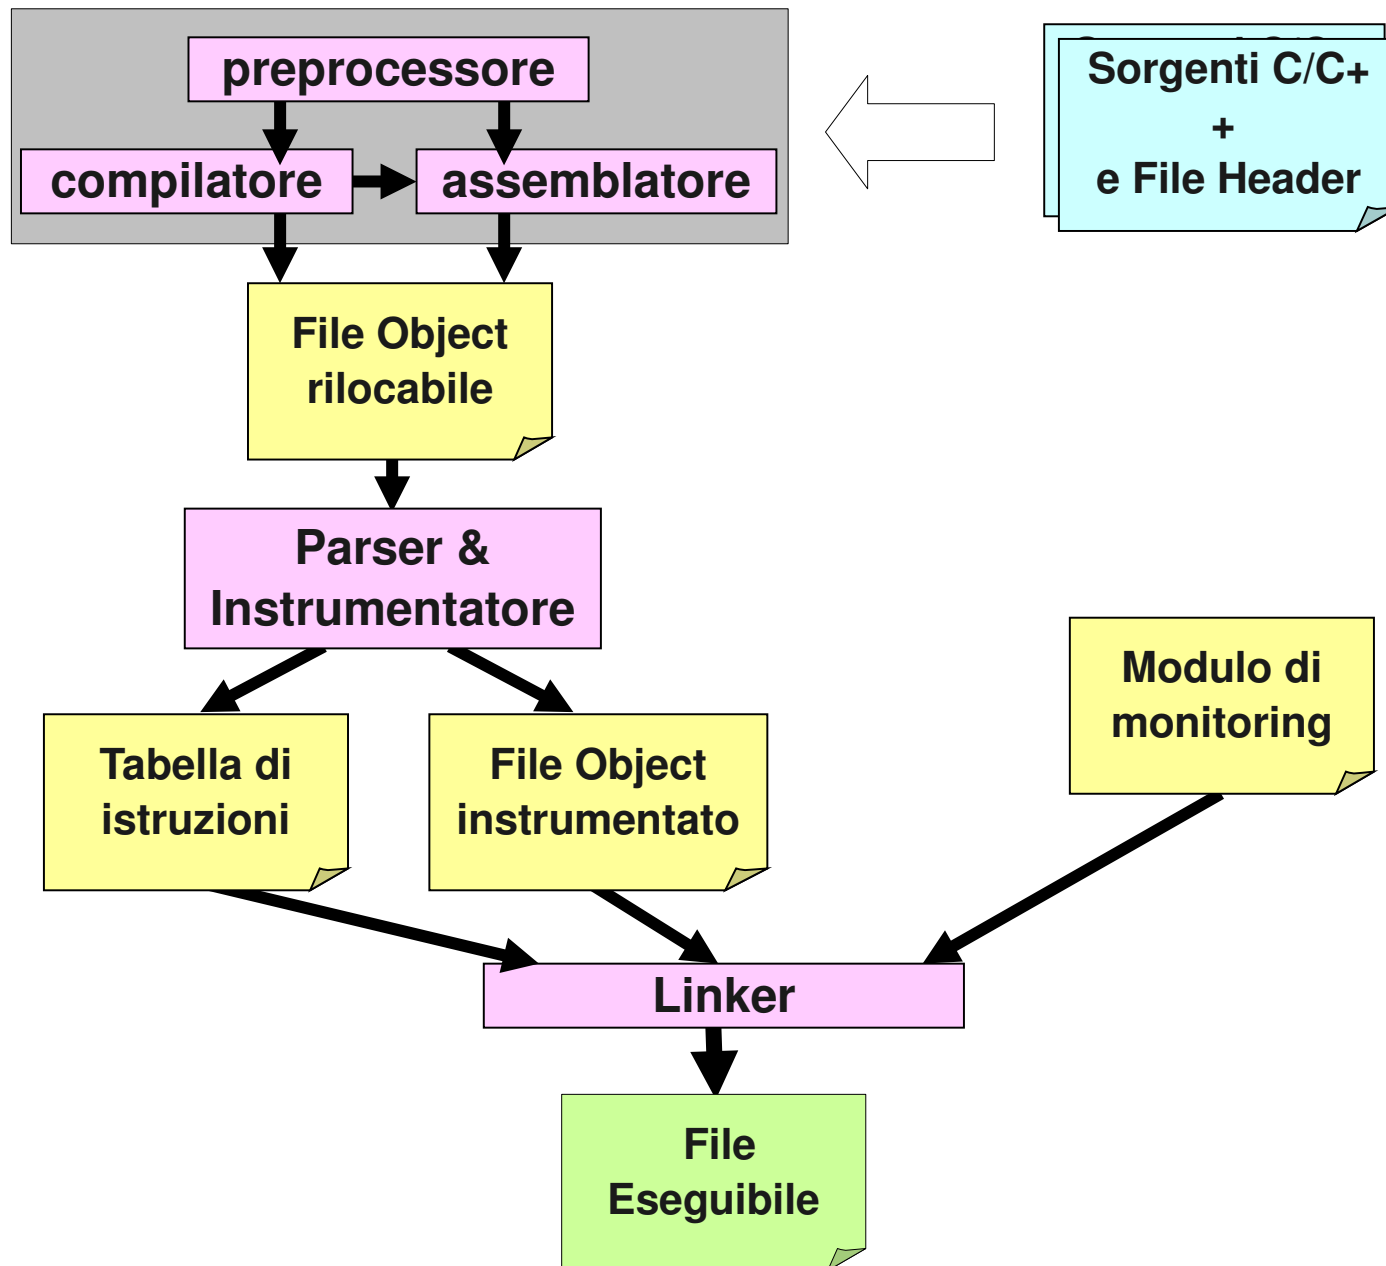 preprocessore
Sorgenti C/C+
+
e File Header
compilatore
assemblatore
File Object
rilocabile
Parser &
Instrumentatore
Modulo di
monitoring
Tabella di
istruzioni
File Object
instrumentato
Linker
File
Eseguibile